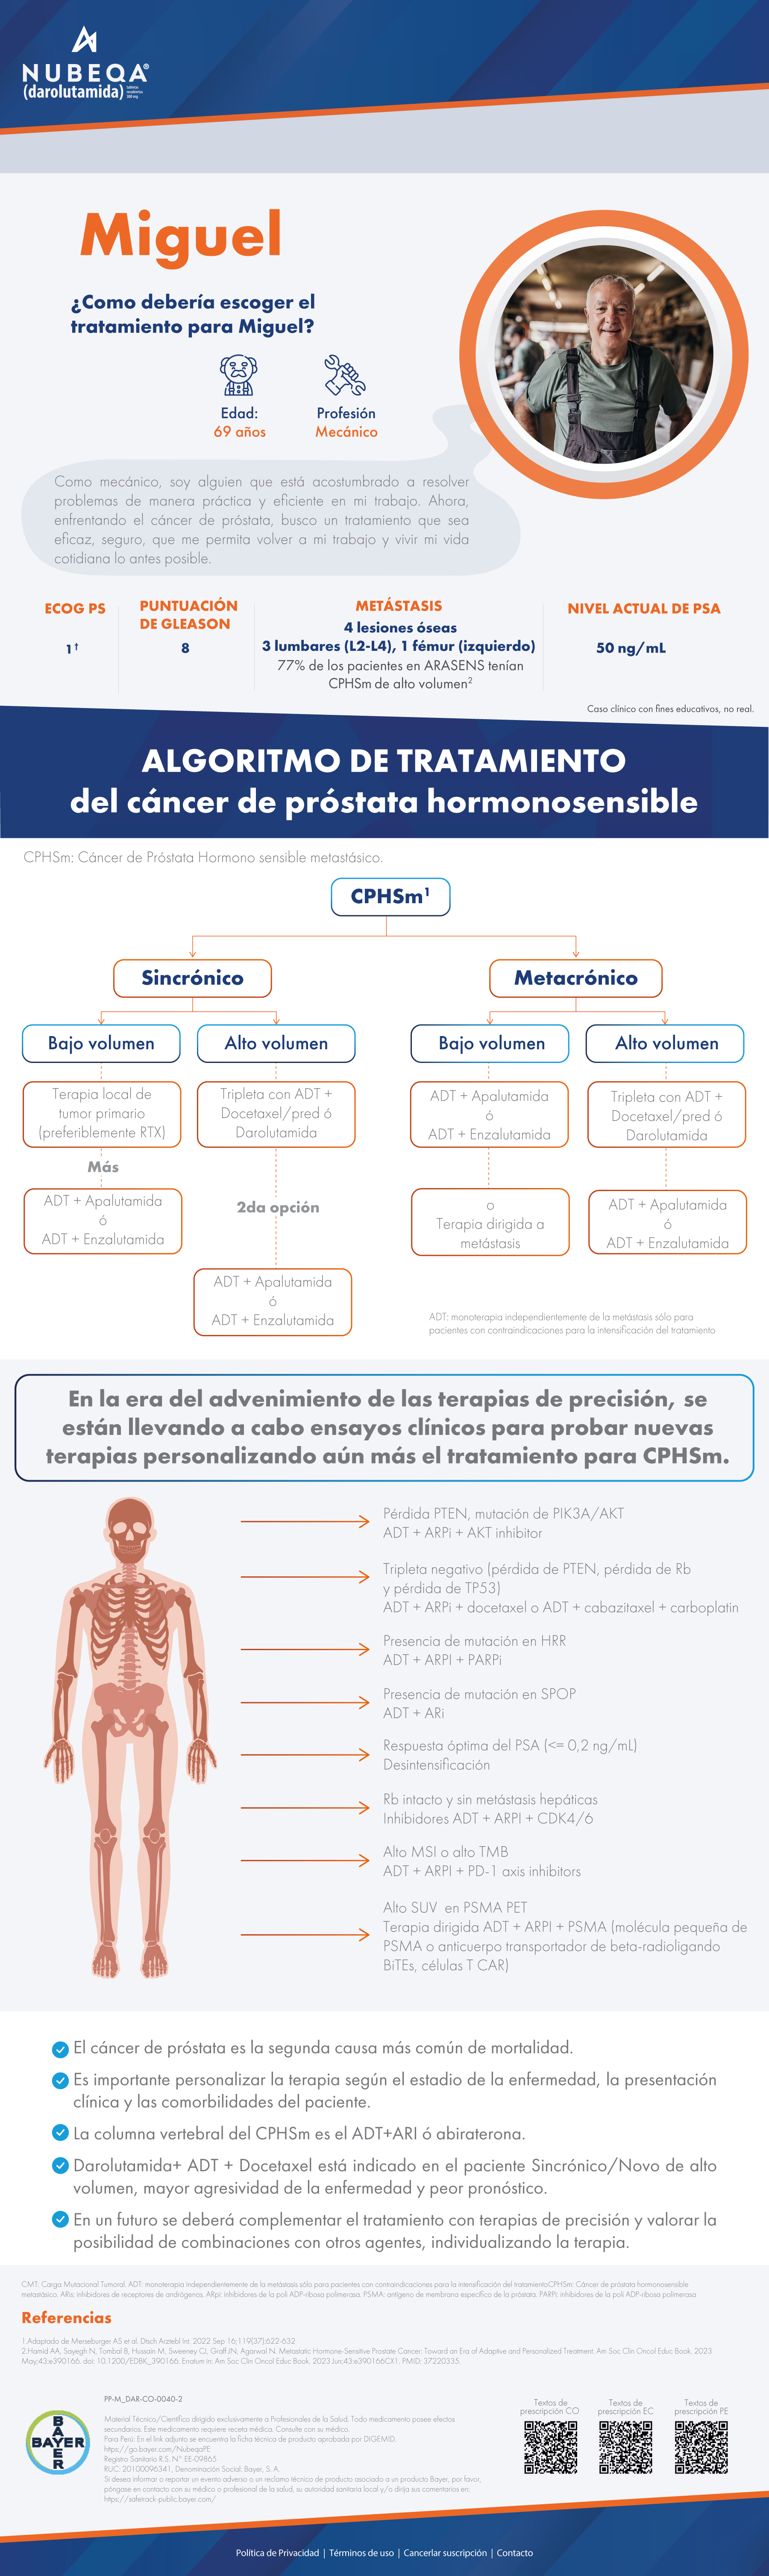 NUBEQA®
(darolutamida) tabletas
recubiertas
300 mg
Miguel
¿Como debería escoger el
tratamiento para Miguel?
Edad:
69 años
Profesión
Mecánico
Como mecánico, soy alguien que está acostumbrado a resolver
problemas de manera práctica y eficiente en mi trabajo. Ahora,
enfrentando el cáncer de próstata, busco un tratamiento que sea
eficaz, seguro, que me permita volver a mi trabajo y vivir mi vida
cotidiana lo antes posible.
ECOG PS
1†
PUNTUACIÓN
DE GLEASON
8
METÁSTASIS
4 lesiones óseas
3 lumbares (L2-L4), 1 fémur (izquierdo)
77% de los pacientes en ARASENS tenían
CPHSm de alto volumen2
NIVEL ACTUAL DE PSA
50 ng/mL
Caso clínico con fines educativos, no real.
ALGORITMO DE TRATAMIENTO
del cáncer de próstata hormonosensible
CPHSm: Cáncer de Próstata Hormono sensible metastásico.
CPHSm1
Sincrónico
Metacrónico
Bajo volumen
Alto volumen
Bajo volumen
Alto volumen
Terapia local de
tumor primario
(preferiblemente RTX)
Más
ADT + Apalutamida
ó
ADT + Enzalutamida
Tripleta con ADT +
Docetaxel/pred ó
Darolutamida
2da opción
ADT + Apalutamida
ó
ADT + Enzalutamida
ADT + Apalutamida
ó
ADT + Enzalutamida
o
Terapia dirigida a
metástasis
Tripleta con ADT +
Docetaxel/pred ó
Darolutamida
ADT + Apalutamida
ó
ADT + Enzalutamida
ADT: monoterapia independientemente de la metástasis sólo para
pacientes con contraindicaciones para la intensificación del tratamiento
En la era del advenimiento de las terapias de precisión, se
están llevando a cabo ensayos clínicos para probar nuevas
terapias personalizando aún más el tratamiento para CPHSm.
Pérdida PTEN, mutación de PIK3A/AKT
ADT + ARPi + AKT inhibitor
Tripleta negativo (pérdida de PTEN, pérdida de Rb
y pérdida de TP53)
ADT + ARPi + docetaxel o ADT + cabazitaxel + carboplatin
Presencia de mutación en HRR
ADT + ARPI + PARPi
Presencia de mutación en SPOP
ADT + ARi
Respuesta óptima del PSA (<= 0,2 ng/mL)
Desintensificación
Rb intacto y sin metástasis hepáticas
Inhibidores ADT + ARPI + CDK4/6
Alto MSI o alto TMB
ADT + ARPI + PD-1 axis inhibitors
Alto SUV en PSMA PET
Terapia dirigida ADT + ARPI + PSMA (molécula pequeña de
PSMA o anticuerpo transportador de beta-radioligando
BiTEs, células T CAR)
El cáncer de próstata es la segunda causa más común de mortalidad.
Es importante personalizar la terapia según el estadio de la enfermedad, la presentación
clínica y las comorbilidades del paciente.
La columna vertebral del CPHSm es el ADT+ARI ó abiraterona.
Darolutamida+ ADT + Docetaxel está indicado en el paciente Sincrónico/Novo de alto
volumen, mayor agresividad de la enfermedad y peor pronóstico.
En un futuro se deberá complementar el tratamiento con terapias de precisión y valorar la
posibilidad de combinaciones con otros agentes, individualizando la terapia.
CMT: Carga Mutacional Tumoral. ADT: monoterapia independientemente de la metástasis sólo para pacientes con contraindicaciones para la intensificación del tratamientoCPHSm: Cáncer de próstata hormonosensible
metastásico. ARIs: inhibidores de receptores de andrógenos. ARpi: inhibidores de la poli ADP-ribosa polimerasa. PSMA: antígeno de membrana específico de la próstata. PARPi: inhibidores de la poli ADP-ribosa polimerasa
Referencias
1.Adaptado de Merseburger AS et al. Dtsch Arztebl Int. 2022 Sep 16;119(37):622-632
2.Hamid AA, Sayegh N, Tombal B, Hussain M, Sweeney CJ, Graff JN, Agarwal N. Metastatic Hormone-Sensitive Prostate Cancer: Toward an Era of Adaptive and Personalized Treatment. Am Soc Clin Oncol Educ Book. 2023
May;43:e390166. doi: 10.1200/EDBK_390166. Erratum in: Am Soc Clin Oncol Educ Book. 2023 Jun;43:e390166CX1. PMID: 37220335.
BAYER
BAYER
PP-M_DAR-CO-0040-2
Material Técnico/Científico dirigido exclusivamente a Profesionales de la Salud. Todo medicamento posee efectos
secundarios. Este medicamento requiere receta médica. Consulte con su médico.
Para Perú: En el link adjunto se encuentra la ficha técnica de producto aprobada por DIGEMID.
https://go.bayer.com/NubeqaPE
Registro Sanitario R.S. N.° EE-09865
RUC: 20100096341, Denominación Social: Bayer, S. A.
Si desea informar o reportar un evento adverso o un reclamo técnico de producto asociado a un producto Bayer, por favor,
póngase en contacto con su médico o profesional de la salud, su autoridad sanitaria local y/o dirija sus comentarios en:
https://safetrack-public.bayer.com/
Textos de
prescripción CO
Textos de
prescripción EC
Textos de
prescripción PE
Política de Privacidad | Términos de uso | Cancerlar suscripción | Contacto